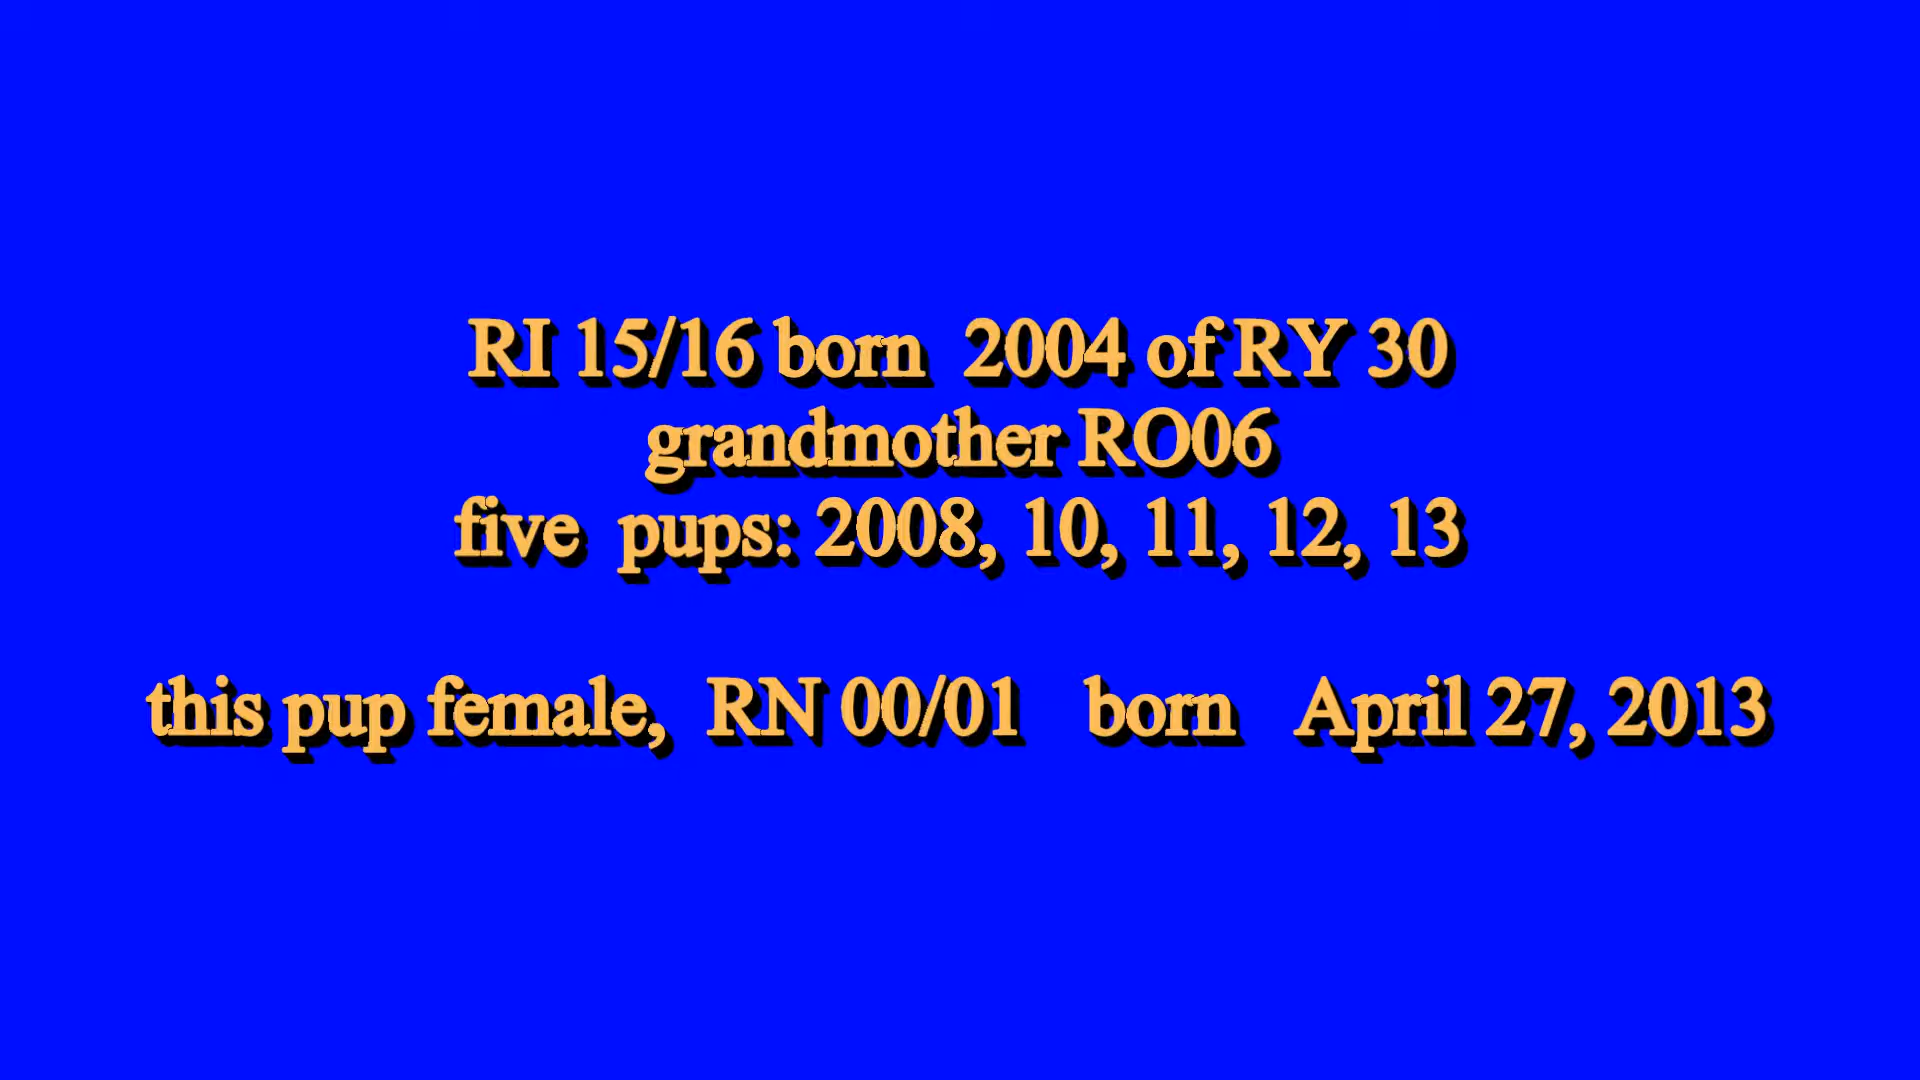 RI 15/16 born 2004 of RY 30
grandmother RO06
five pups: 2008, 10, 11, 12, 13
this pup female, RN 00/01 born April 27, 2013